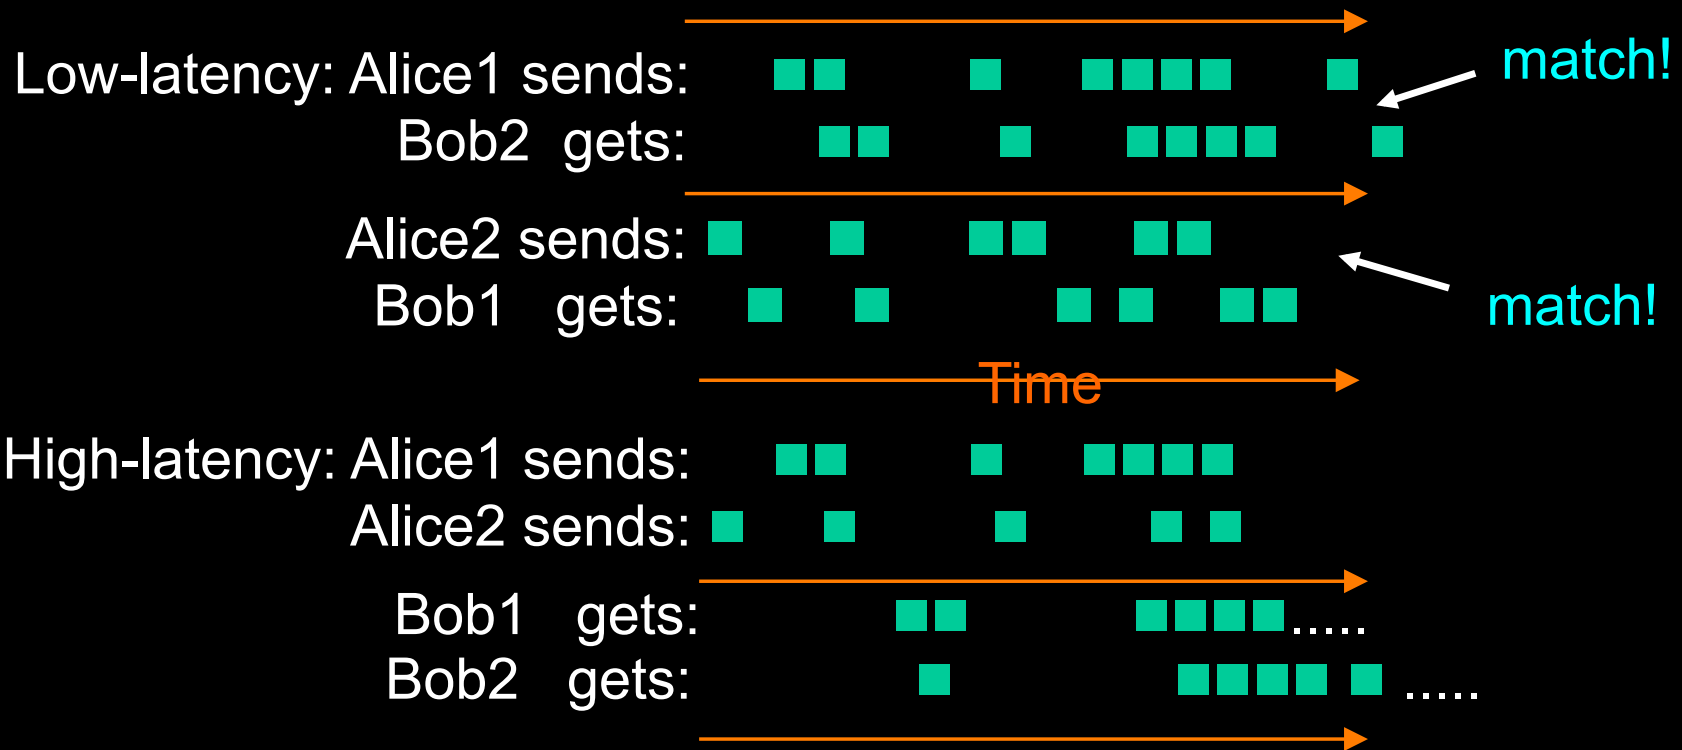 Low-latency: Alice1 sends:
match!
Bob2 gets:
Alice2 sends:
Bob1 gets:
match!
Time
High-latency: Alice1 sends:
Alice2 sends:
Bob1 gets:
.....
Bob2 gets:
.....